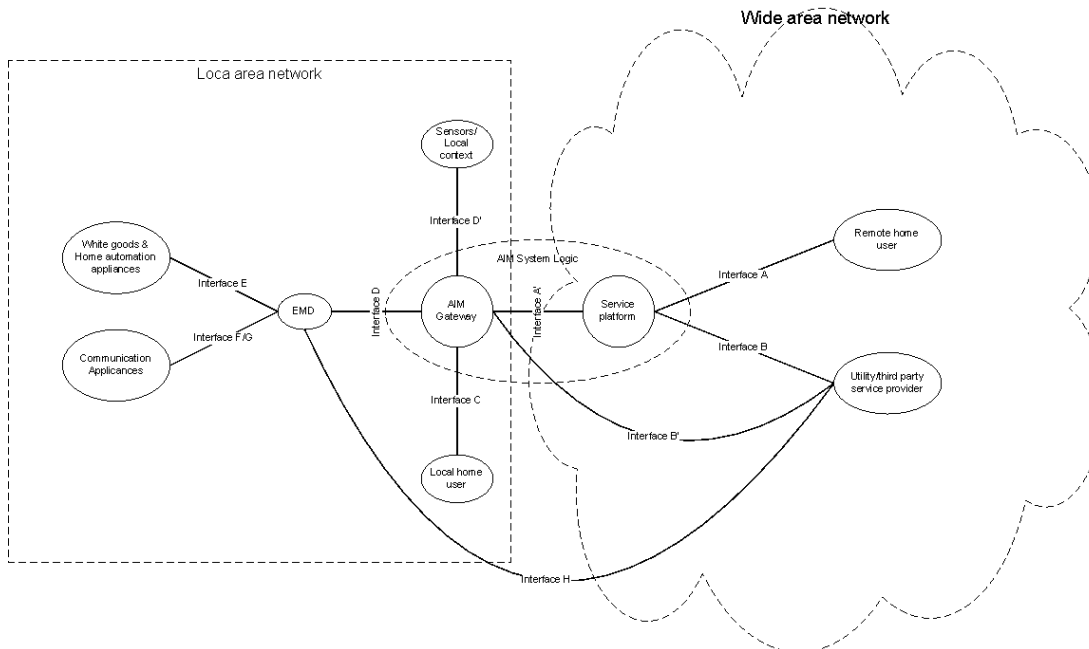 Wide area network
Loca area network
Sensors/
Local
context
Interface D'
White goods &
Home automation
appliances
Remote home
user
AIM System Logic
Interface A
Interface E
EMD
Interface D
AIM
Gateway
Interface A'
Service
platform
Interface F/G
Interface B
Communication
Applicances
Utility/third party
service provider
Interface C
Interface B'
Local home
user
Interface H